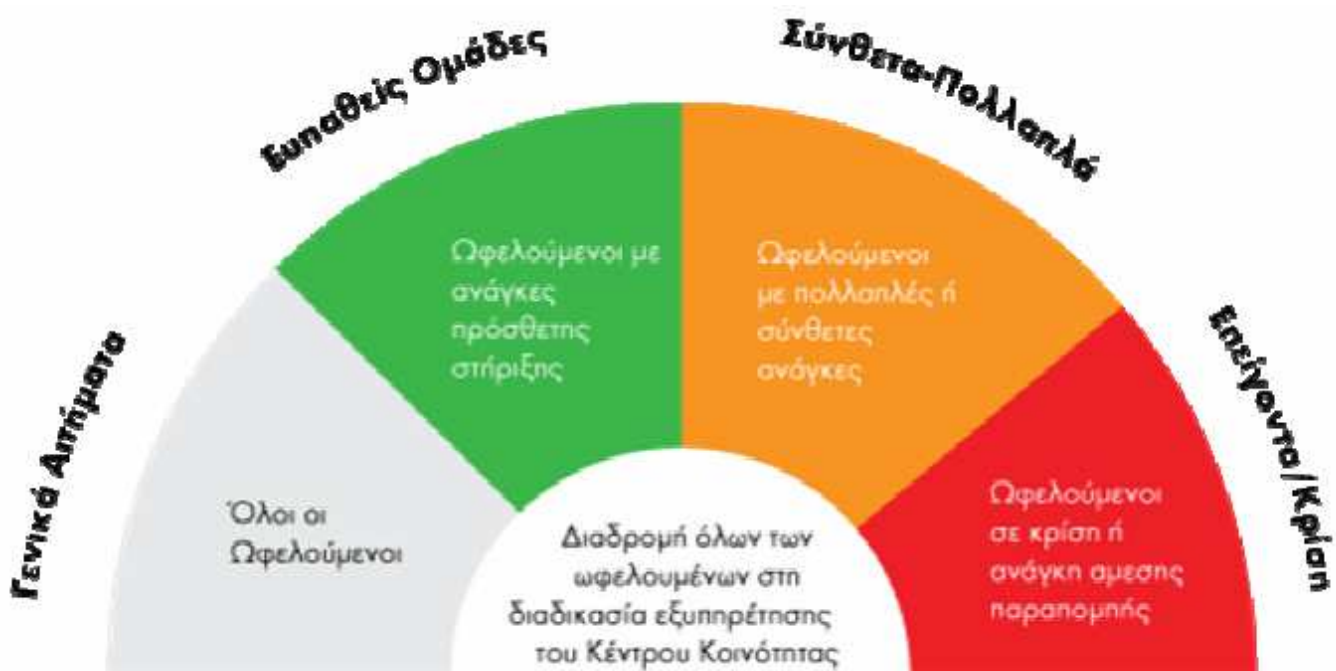 Γενικά Αιτήματα
Ευπαθείς Ομάδες
Σύνθετα-Πολλαπλά
Επείγοντα/Κρίση
Όλοι οι
Ωφελούμενοι
Ωφελούμενοι με
ανάγκες
πρόσθετης
στήριξης
Ωφελούμενοι
με πολλαπλές ή
σύνθετες
ανάγκες
Ωφελούμενοι
σε κρίση ή
ανάγκη αμεσης
παραπομπής
Διαδρομή όλων των
ωφελουμένων στη
διαδικασία εξυπηρέτησης
του Κέντρου Κοινότητας